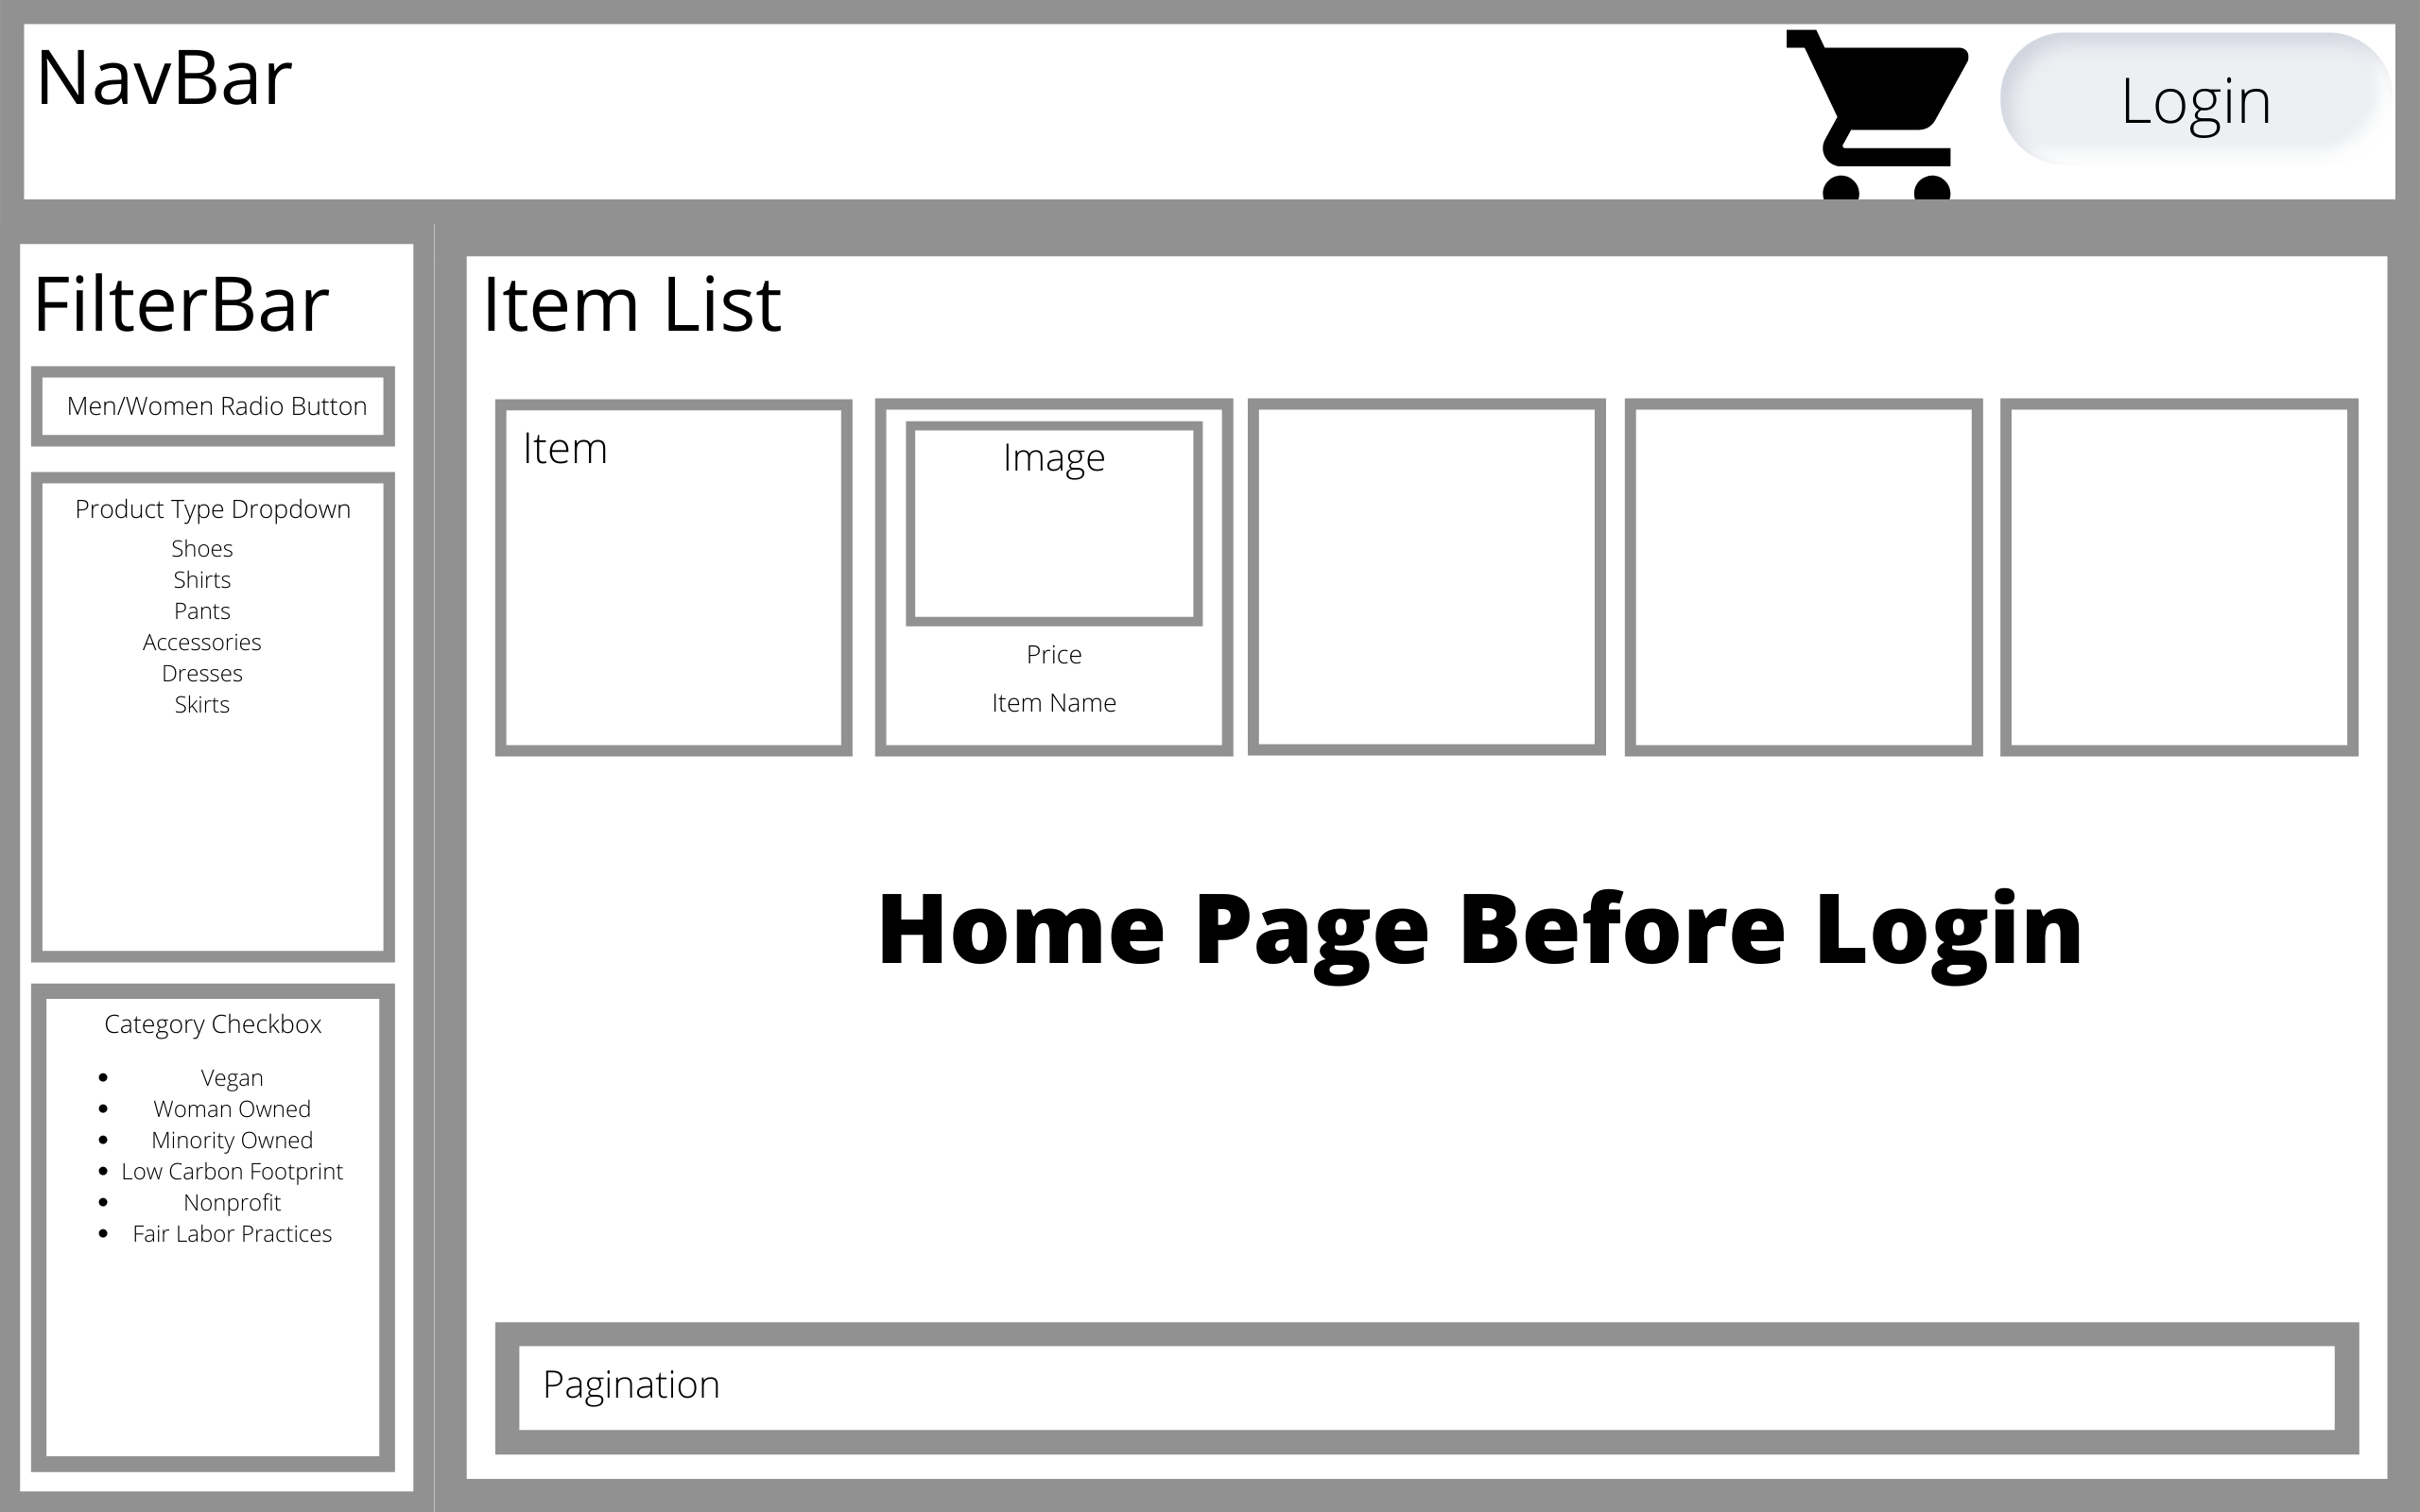 NavBar
Login
FilterBar
Men/Women Radio Button
Product Type Dropdown
Shoes
Shirts
Pants
Accessories
Dresses
Skirts
Category Checkbox
• Vegan
• Woman Owned
• Minority Owned
• Low Carbon Footprint
• Nonprofit
• Fair Labor Practices
Item List
Item
Image
Price
Item Name
Home Page Before Login
Pagination